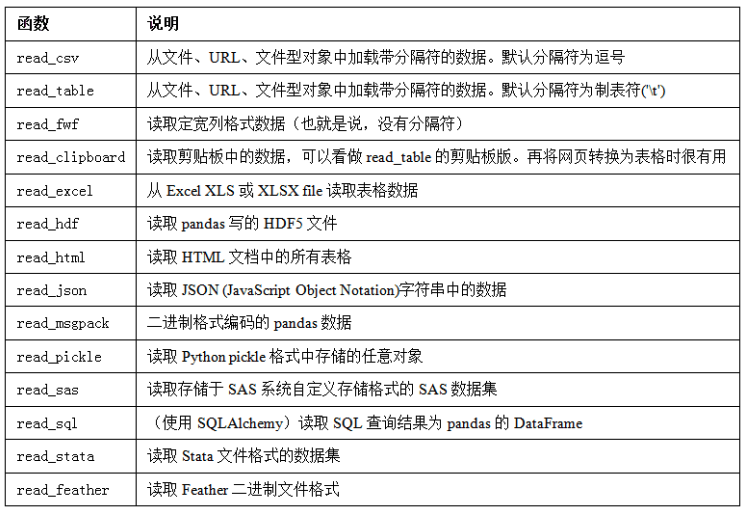 函数 说明
read_csv 从文件、URL、文件型对象中加载带分隔符的数据。默认分隔符为逗号
read_table 从文件、URL、文件型对象中加载带分隔符的数据。默认分隔符为制表符('\t')
read_fwf 读取定宽列格式数据（也就是说，没有分隔符）
read_clipboard 读取剪贴板中的数据，可以看做 read_table 的剪贴板版。再将网页转换为表格时很有用
read_excel 从 Excel XLS 或 XLSX file 读取表格数据
read_hdf 读取 pandas 写的 HDF5 文件
read_html 读取 HTML 文档中的所有表格
read_json 读取 JSON (JavaScript Object Notation)字符串中的数据
read_msgpack 二进制格式编码的 pandas 数据
read_pickle 读取 Python pickle 格式中存储的任意对象
read_sas 读取存储于 SAS 系统自定义存储格式的 SAS 数据集
read_sql （使用 SQLAlchemy）读取 SQL 查询结果为 pandas 的 DataFrame
read_stata 读取 Stata 文件格式的数据集
read_feather 读取 Feather 二进制文件格式